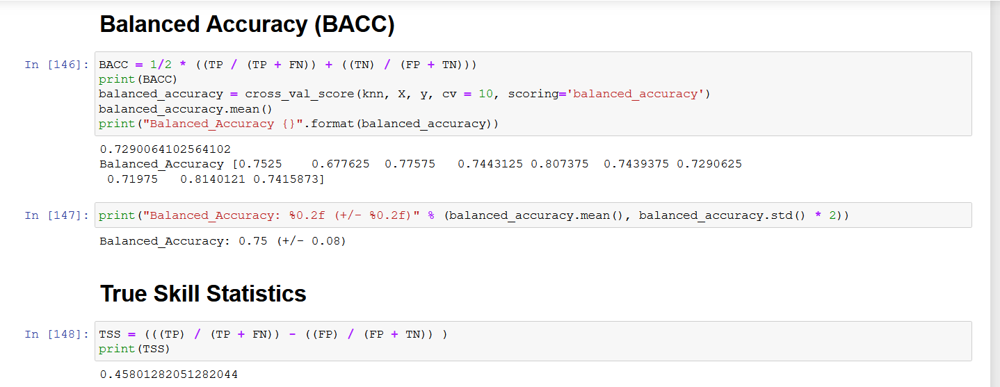 Balanced Accuracy (BACC)
In [146]: BACC = 1/2 * ((TP / (TP + FN)) + ((TN) / (FP + TN)))
print(BACC)
balanced_accuracy = cross_val_score(knn, X, y, cv = 10, scoring='balanced_accuracy')
balanced_accuracy.mean()
print("Balanced_Accuracy {}".format(balanced_accuracy))
0.7290064102564102
Balanced_Accuracy [0.7525    0.677625  0.77575   0.7443125 0.807375  0.7439375 0.7290625
 0.71975   0.8140121 0.7415873]
In [147]: print("Balanced_Accuracy: %0.2f (+/- %0.2f)" % (balanced_accuracy.mean(), balanced_accuracy.std() * 2))
Balanced_Accuracy: 0.75 (+/- 0.08)
True Skill Statistics
In [148]: TSS = (((TP) / (TP + FN)) - ((FP) / (FP + TN)) )
print(TSS)
0.45801282051282044